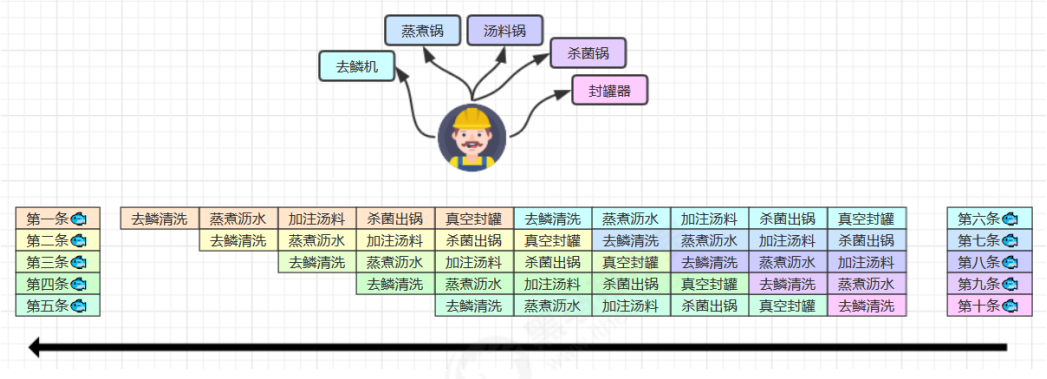 蒸煮锅 汤料锅
杀菌锅
去鳞机
封罐器
第一条 去鳞清洗 蒸煮沥水 加注汤料 杀菌出锅 真空封罐 去鳞清洗 蒸煮沥水 加注汤料 杀菌出锅 真空封罐 第六条
第二条 去鳞清洗 蒸煮沥水 加注汤料 杀菌出锅 真空封罐 去鳞清洗 蒸煮沥水 加注汤料 杀菌出锅 第七条
第三条 去鳞清洗 蒸煮沥水 加注汤料 杀菌出锅 真空封罐 去鳞清洗 蒸煮沥水 加注汤料 第八条
第四条 去鳞清洗 蒸煮沥水 加注汤料 杀菌出锅 真空封罐 去鳞清洗 蒸煮沥水 第九条
第五条 去鳞清洗 蒸煮沥水 加注汤料 杀菌出锅 真空封罐 去鳞清洗 第十条